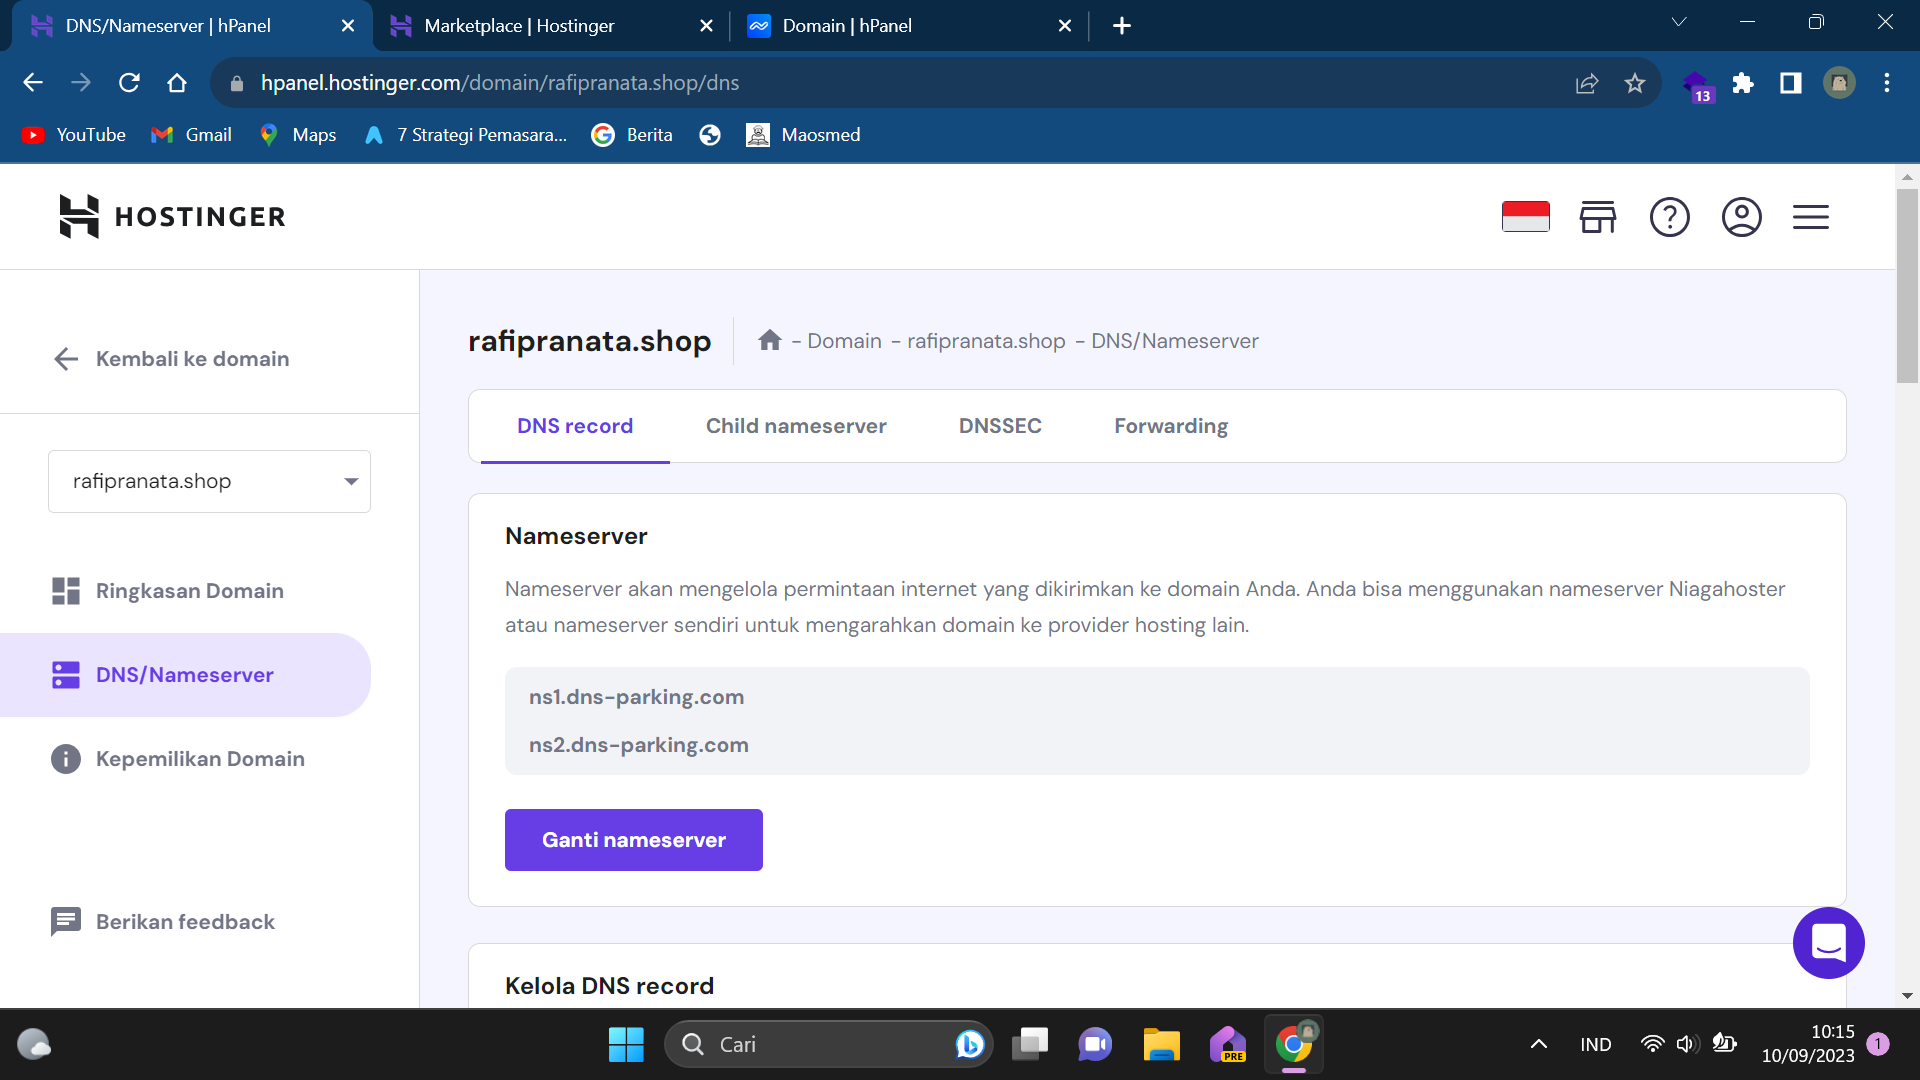 DNS/Nameserver | hPanel
Marketplace | Hostinger
Domain | hPanel
hpanel.hostinger.com/domain/rafipranata.shop/dns
13
YouTube
Gmail
Maps
7 Strategi Pemasara...
Berita
Maosmed
HOSTINGER
Kembali ke domain
rafipranata.shop
Ringkasan Domain
DNS/Nameserver
Kepemilikan Domain
Berikan feedback
rafipranata.shop
- Domain - rafipranata.shop - DNS/Nameserver
DNS record
Child nameserver
DNSSEC
Forwarding
Nameserver
Nameserver akan mengelola permintaan internet yang dikirimkan ke domain Anda. Anda bisa menggunakan nameserver Niagahoster
atau nameserver sendiri untuk mengarahkan domain ke provider hosting lain.
ns1.dns-parking.com
ns2.dns-parking.com
Ganti nameserver
Kelola DNS record
Cari
PRE
IND
10:15
10/09/2023
1